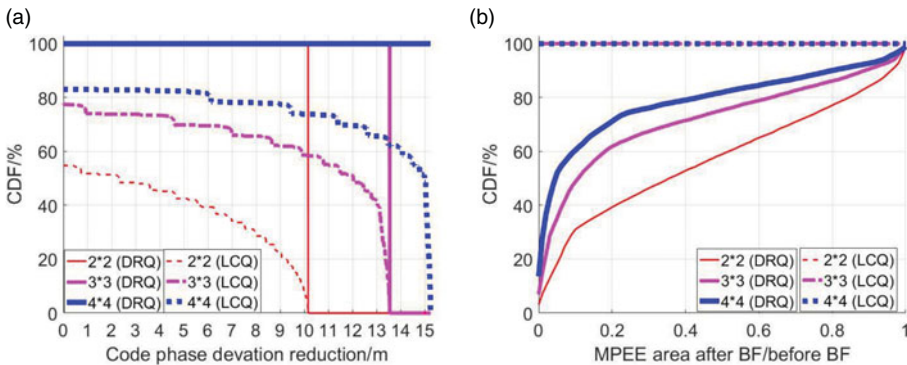 (a)
100
80
60
40
20
0
CDF/%
2*2 (DRQ) 2*2 (LCQ)
3*3 (DRQ) 3*3 (LCQ)
4*4 (DRQ) 4*4 (LCQ)
0 1 2 3 4 5 6 7 8 9 10 11 12 13 14 15
Code phase devation reduction/m
(b)
100
80
60
40
20
0
CDF/%
2*2 (DRQ) 2*2 (LCQ)
3*3 (DRQ) 3*3 (LCQ)
4*4 (DRQ) 4*4 (LCQ)
0 0.2 0.4 0.6 0.8 1
MPEE area after BF/before BF